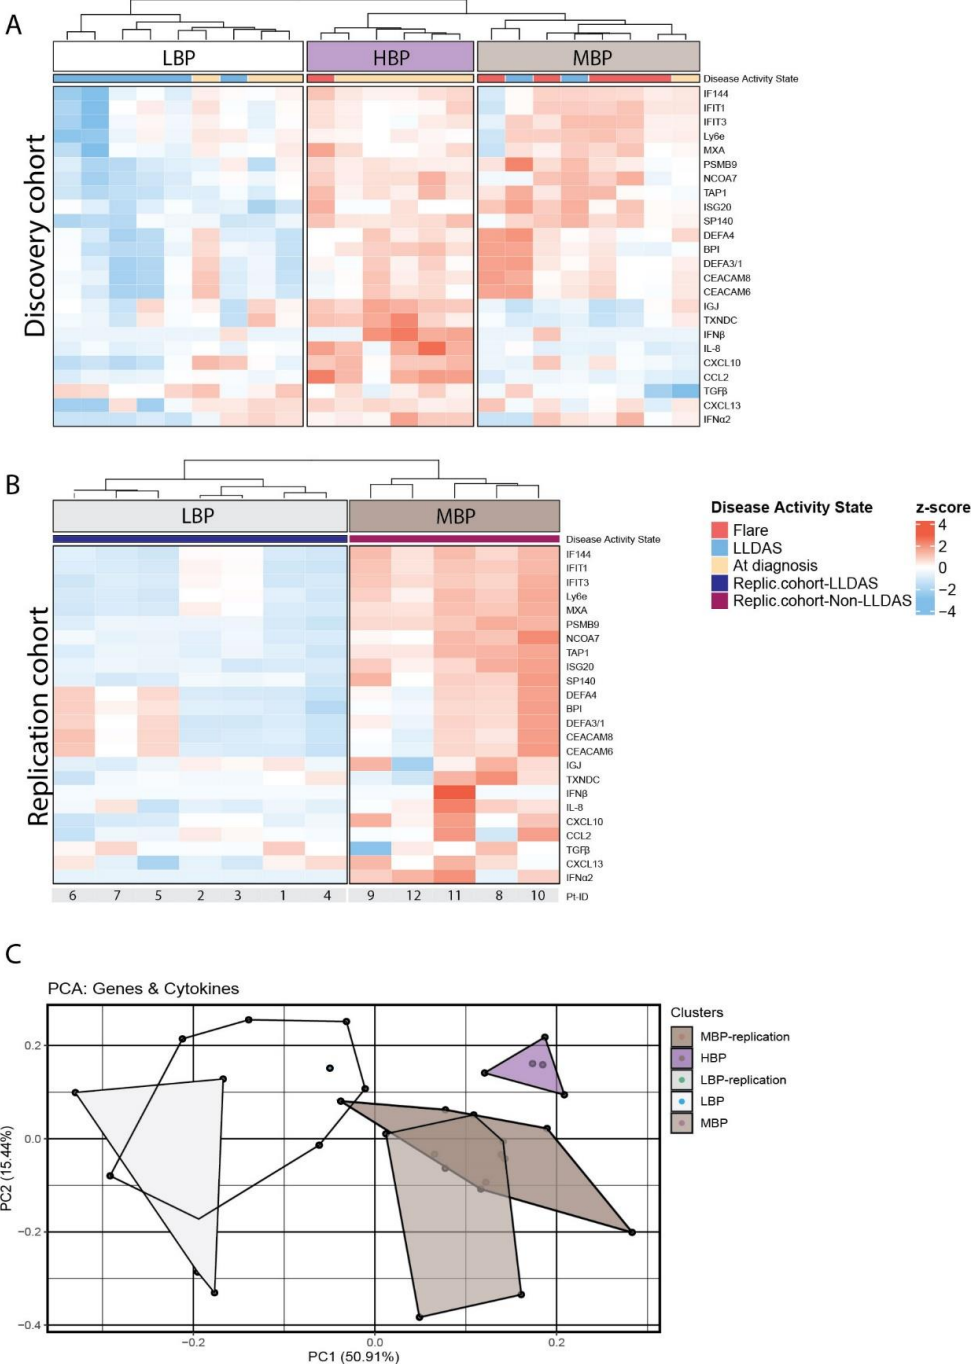 A
LBP HBP MBP
Disease Activity State
Discovery cohort
IF144
IFIT1
IFIT3
Ly6e
MXA
PSMB9
NCOA7
TAP1
ISG20
SP140
DEFA4
BPI
DEFA3/1
CEACAM8
CEACAM6
IGJ
TXNDC
IFNβ
IL-8
CXCL10
CCL2
TGFβ
CXCL13
IFNα2
B
LBP MBP
Disease Activity State
Replication cohort
IF144
IFIT1
IFIT3
Ly6e
MXA
PSMB9
NCOA7
TAP1
ISG20
SP140
DEFA4
BPI
DEFA3/1
CEACAM8
CEACAM6
IGJ
TXNDC
IFNβ
IL-8
CXCL10
CCL2
TGFβ
CXCL13
IFNα2
6 7 5 2 3 1 4 9 12 11 8 10 Pt-ID
Disease Activity State
Flare
LLDAS
At diagnosis
Replic.cohort-LLDAS
Replic.cohort-Non-LLDAS
z-score
4
2
0
−2
−4
C
PCA: Genes & Cytokines
PC2 (15.44%)
0.2
0.0
−0.2
−0.4
−0.2 0.0 0.2
PC1 (50.91%)
Clusters
MBP-replication
HBP
LBP-replication
LBP
MBP